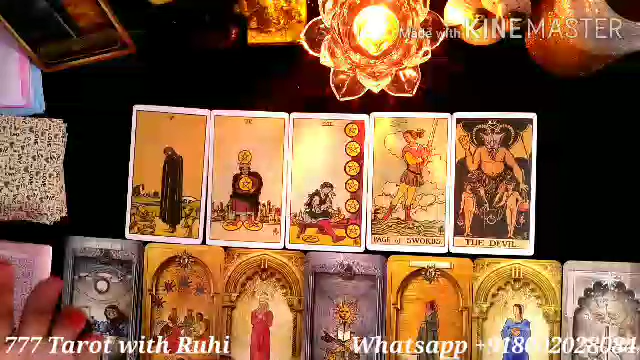 Made with KINEMASTER
PAGE of SWORDS.
THE DEVIL.
777 Tarot with Ruhi
Whatsapp